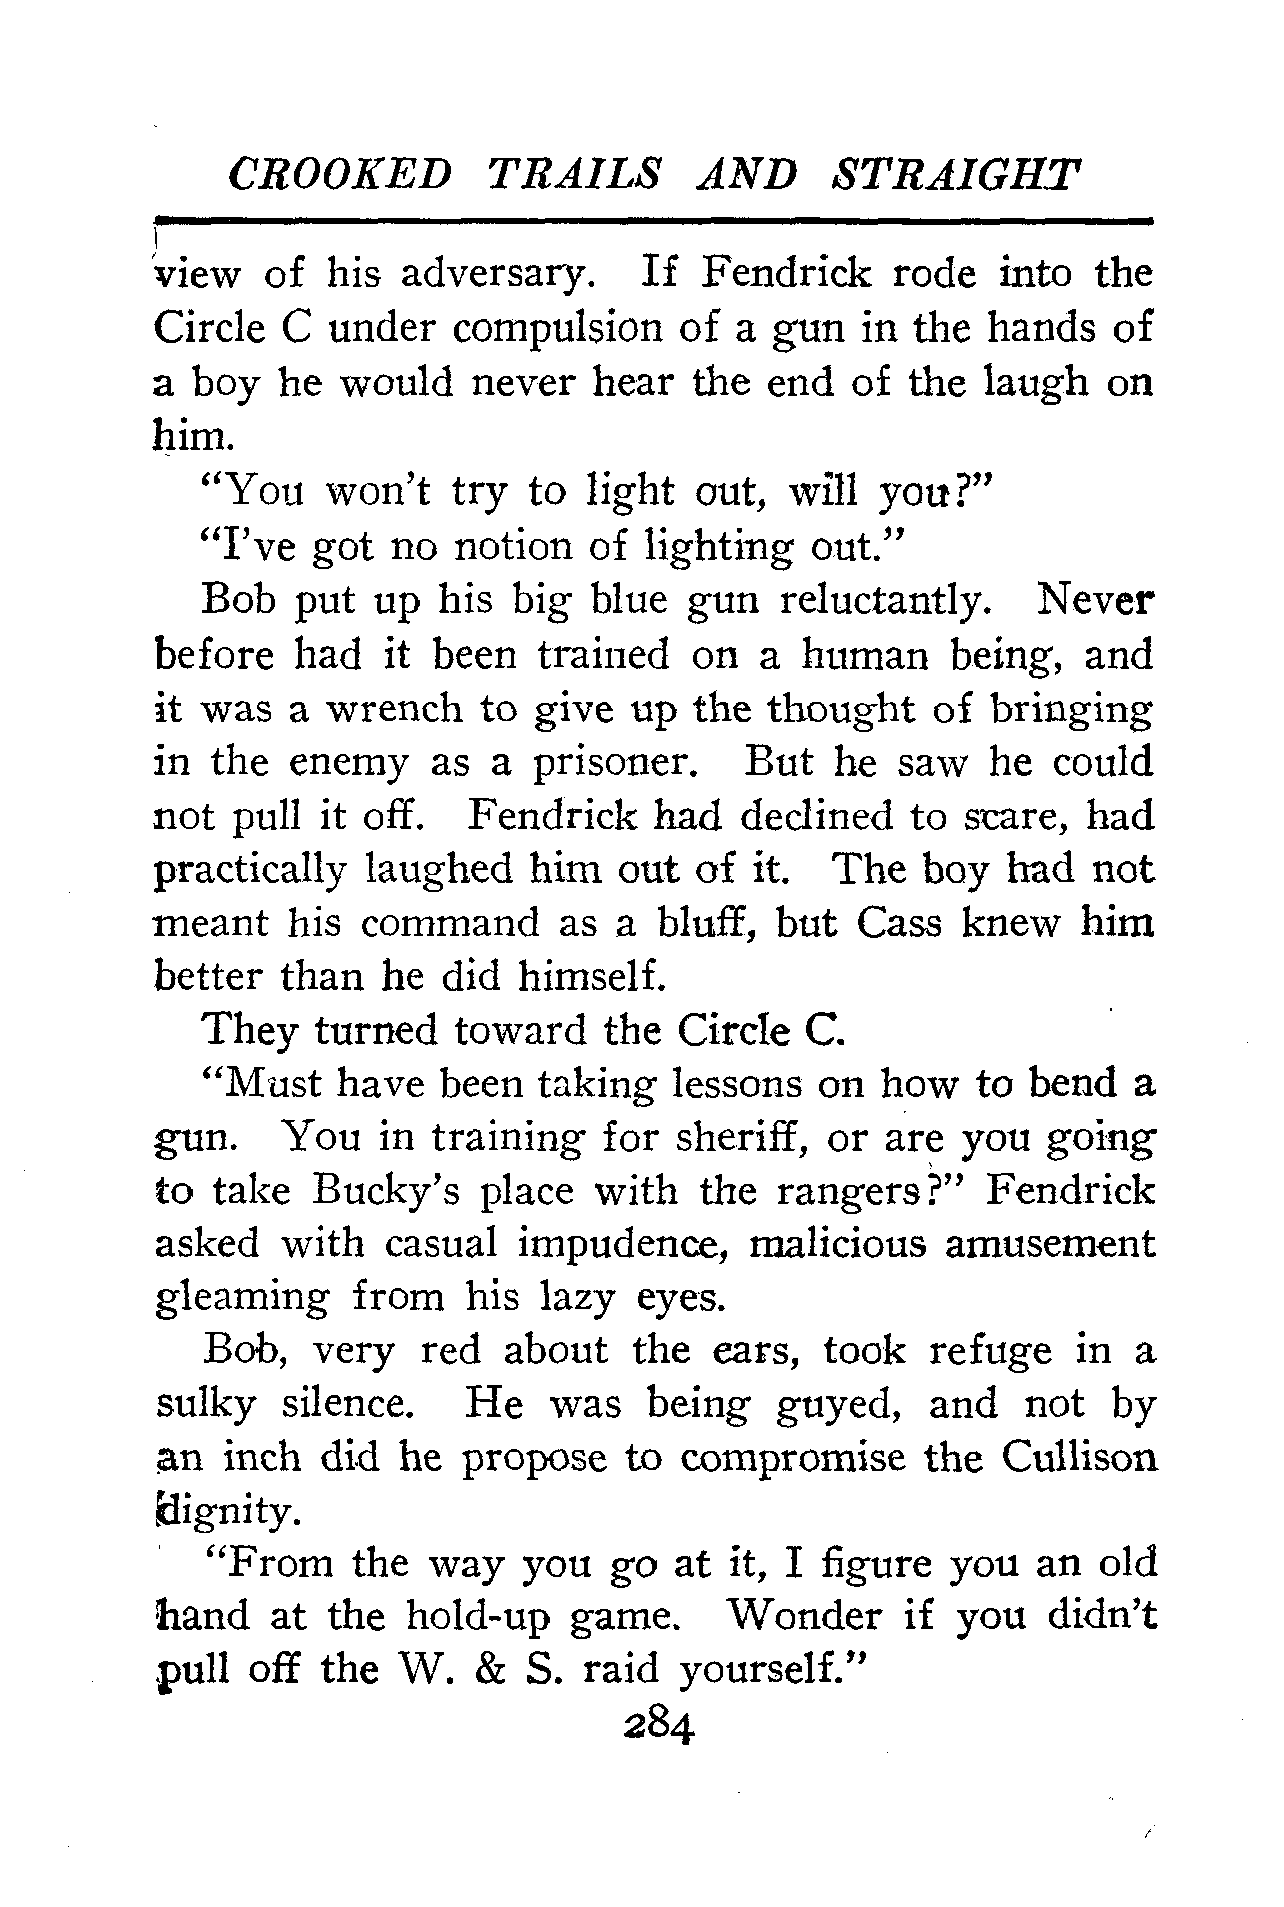 CROOKED TRAILS AND STRAIGHT
view of his adversary. If Fendrick rode into the
Circle C under compulsion of a gun in the hands of
a boy he would never hear the end of the laugh on
him.
“You won’t try to light out, will you?”
“I’ve got no notion of lighting out.”
Bob put up his big blue gun reluctantly. Never
before had it been trained on a human being, and
it was a wrench to give up the thought of bringing
in the enemy as a prisoner. But he saw he could
not pull it off. Fendrick had declined to scare, had
practically laughed him out of it. The boy had not
meant his command as a bluff, but Cass knew him
better than he did himself.
They turned toward the Circle C.
“Must have been taking lessons on how to bend a
gun. You in training for sheriff, or are you going
to take Bucky’s place with the rangers?” Fendrick
asked with casual impudence, malicious amusement
gleaming from his lazy eyes.
Bob, very red about the ears, took refuge in a
sulky silence. He was being guyed, and not by
an inch did he propose to compromise the Cullison
dignity.
“From the way you go at it, I figure you an old
hand at the hold-up game. Wonder if you didn’t
pull off the W. & S. raid yourself.”
284